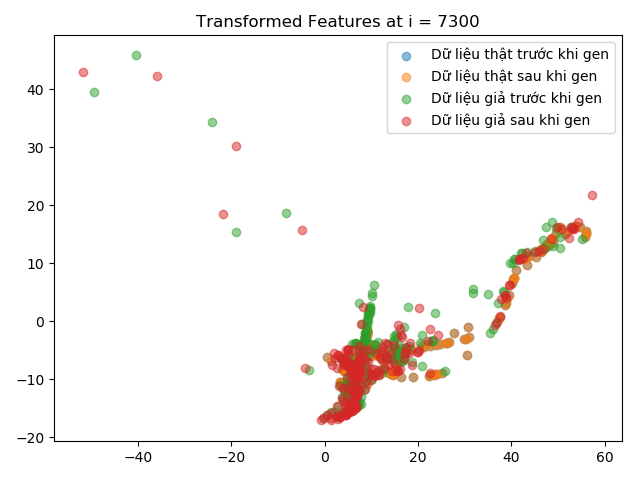 Transformed Features at i = 7300
Dữ liệu thật trước khi gen
Dữ liệu thật sau khi gen
Dữ liệu giả trước khi gen
Dữ liệu giả sau khi gen
40
30
20
10
0
−10
−20
−40 −20 0 20 40 60